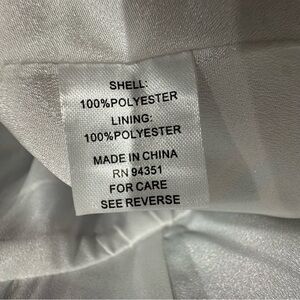 SHELL:
100%POLYESTER
LINING:
100%POLYESTER
MADE IN CHINA
RN 94351
FOR CARE
SEE REVERSE